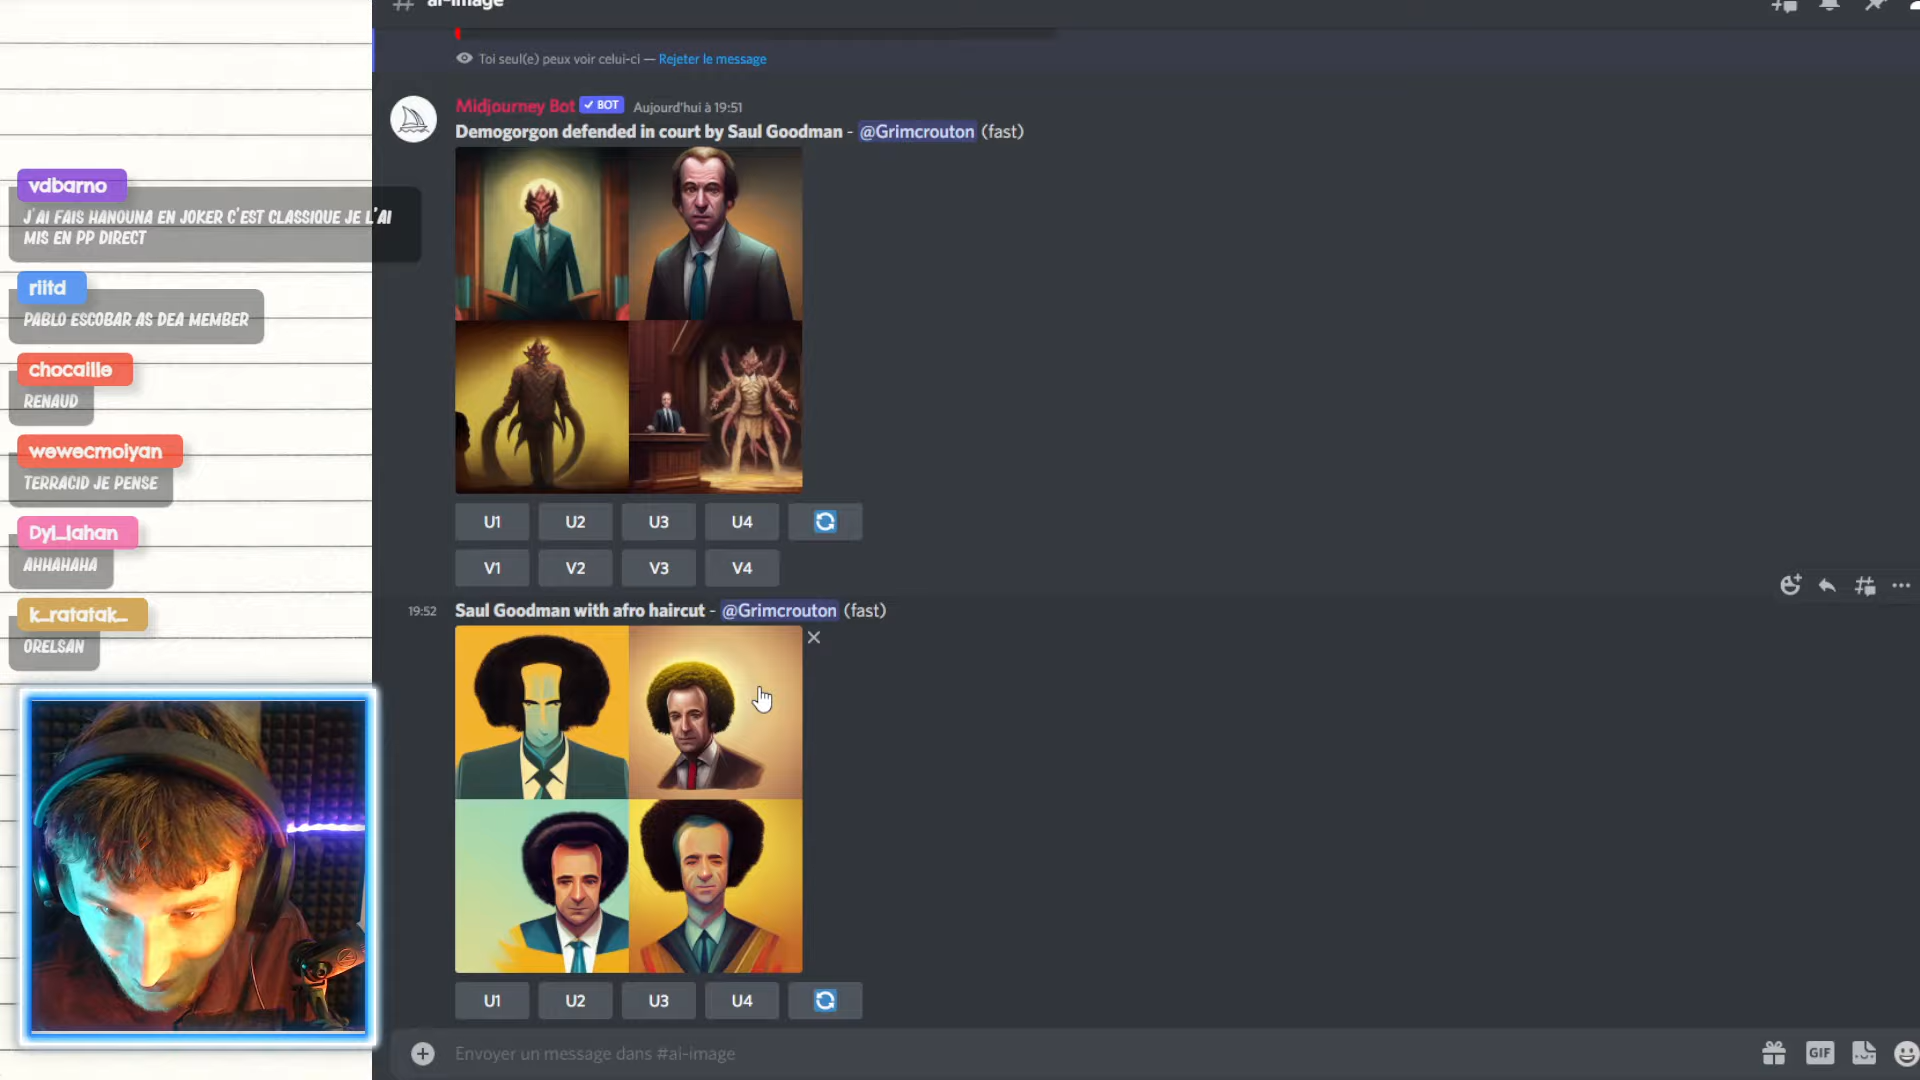 ai-image
Toi seul(e) peux voir celui-ci — Rejeter le message
Midjourney Bot BOT Aujourd'hui à 19:51
Demogorgon defended in court by Saul Goodman - @Grimcrouton (fast)
U1 U2 U3 U4
V1 V2 V3 V4
19:52 Saul Goodman with afro haircut - @Grimcrouton (fast)
U1 U2 U3 U4
Envoyer un message dans #ai-image
GIF
vdbarno
J'AI FAIS HANOUNA EN JOKER C'EST CLASSIQUE JE L'AI
MIS EN PP DIRECT
riitd
PABLO ESCOBAR AS DEA MEMBER
chocaille
RENAUD
wewecmoiyan
TERRACID JE PENSE
Dyl_lahan
AHHAHAHA
k_ratatak_
ORELSAN